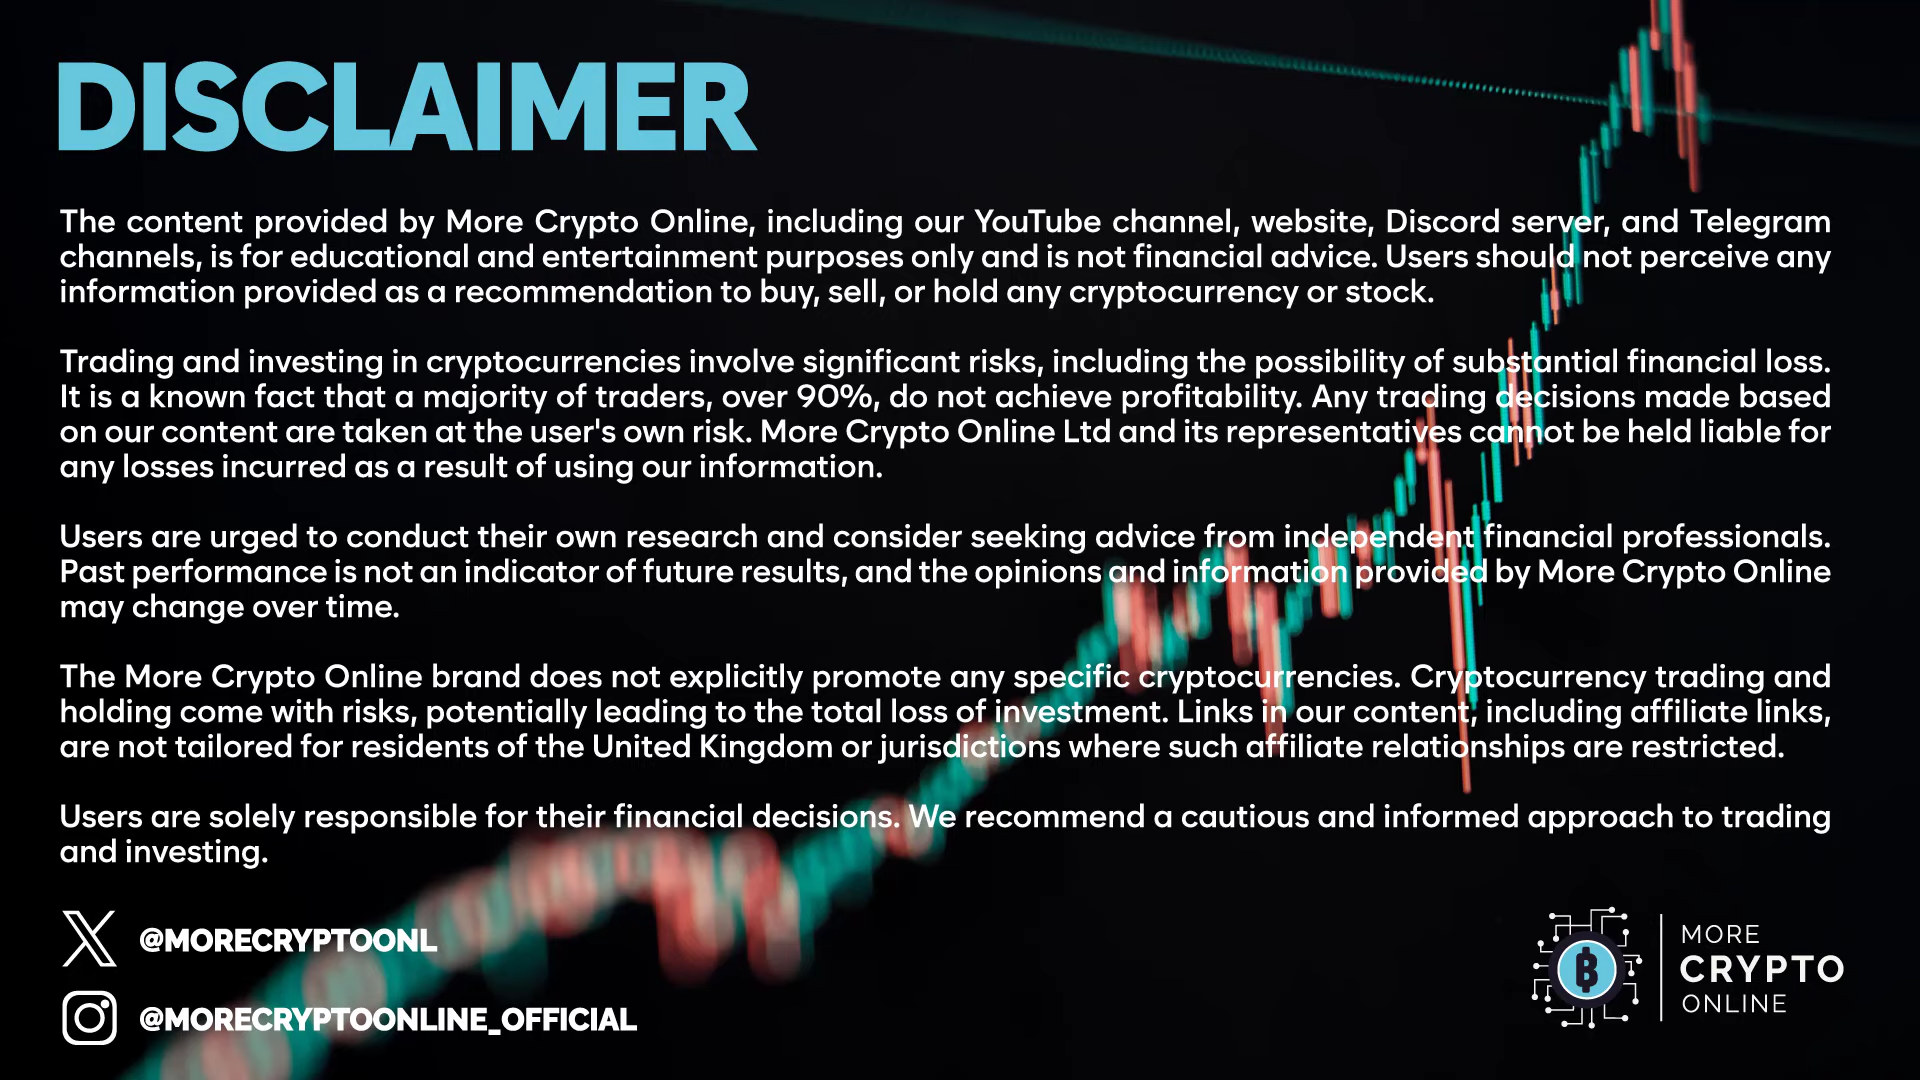 DISCLAIMER
The content provided by More Crypto Online, including our YouTube channel, website, Discord server, and Telegram
channels, is for educational and entertainment purposes only and is not financial advice. Users should not perceive any
information provided as a recommendation to buy, sell, or hold any cryptocurrency or stock.
Trading and investing in cryptocurrencies involve significant risks, including the possibility of substantial financial loss.
It is a known fact that a majority of traders, over 90%, do not achieve profitability. Any trading decisions made based
on our content are taken at the user's own risk. More Crypto Online Ltd and its representatives cannot be held liable for
any losses incurred as a result of using our information.
Users are urged to conduct their own research and consider seeking advice from independent financial professionals.
Past performance is not an indicator of future results, and the opinions and information provided by More Crypto Online
may change over time.
The More Crypto Online brand does not explicitly promote any specific cryptocurrencies. Cryptocurrency trading and
holding come with risks, potentially leading to the total loss of investment. Links in our content, including affiliate links,
are not tailored for residents of the United Kingdom or jurisdictions where such affiliate relationships are restricted.
Users are solely responsible for their financial decisions. We recommend a cautious and informed approach to trading
and investing.
@MORECRYPTOONL
@MORECRYPTOONLINE_OFFICIAL
MORE
CRYPTO
ONLINE